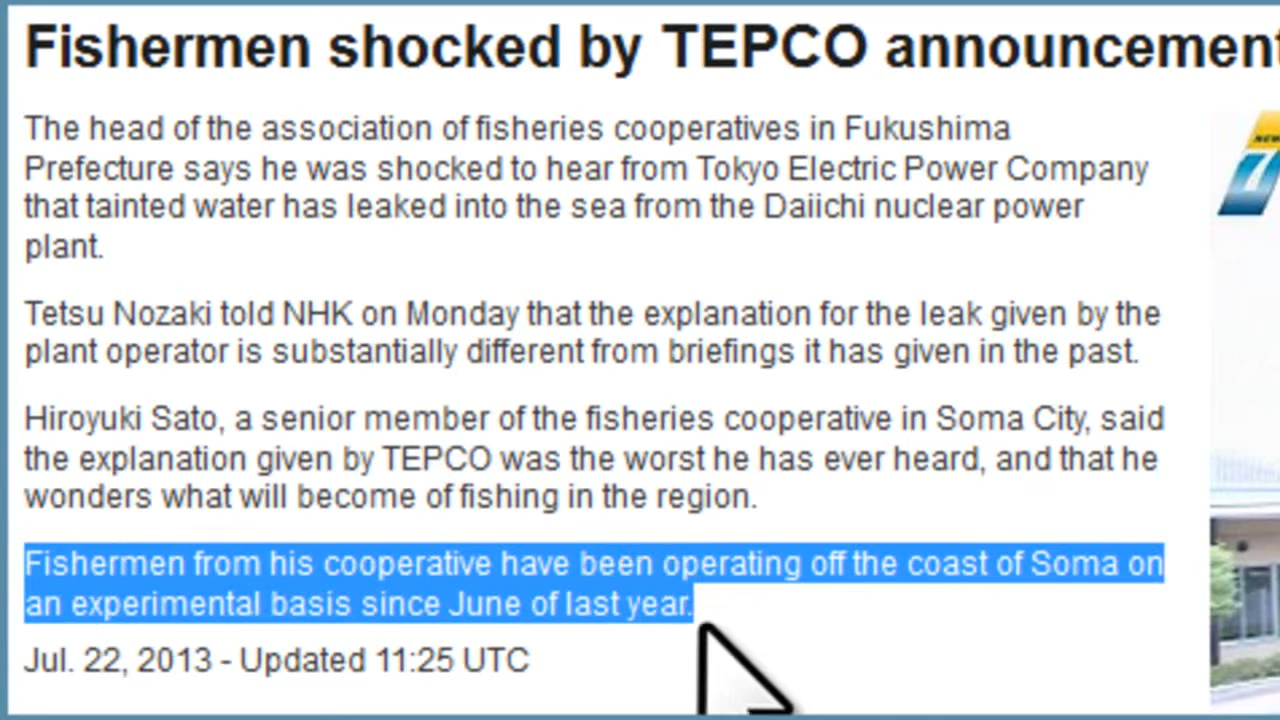 Fishermen shocked by TEPCO announcement
The head of the association of fisheries cooperatives in Fukushima
Prefecture says he was shocked to hear from Tokyo Electric Power Company
that tainted water has leaked into the sea from the Daiichi nuclear power
plant.
Tetsu Nozaki told NHK on Monday that the explanation for the leak given by the
plant operator is substantially different from briefings it has given in the past.
Hiroyuki Sato, a senior member of the fisheries cooperative in Soma City, said
the explanation given by TEPCO was the worst he has ever heard, and that he
wonders what will become of fishing in the region.
Fishermen from his cooperative have been operating off the coast of Soma on
an experimental basis since June of last year.
Jul. 22, 2013 - Updated 11:25 UTC
7